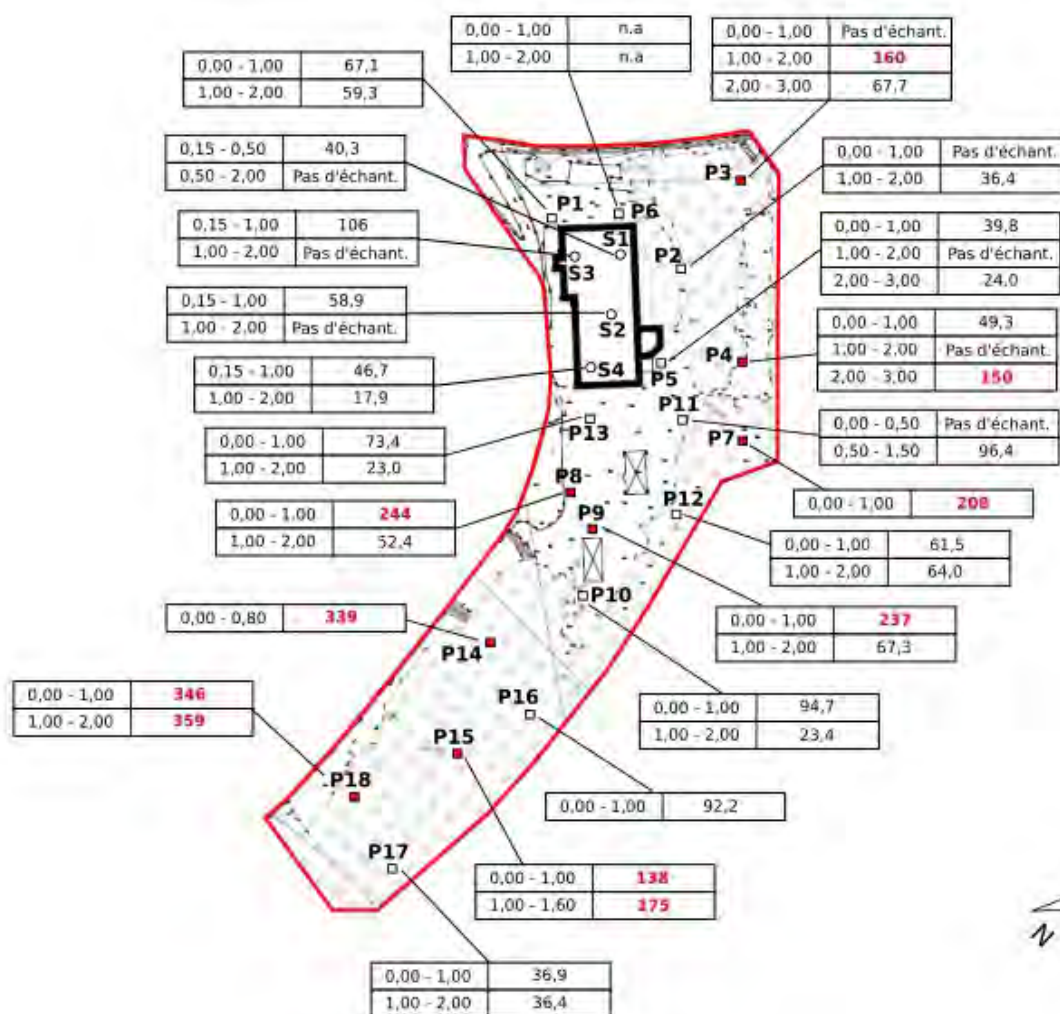 0,00 - 1,00 n.a
1,00 - 2,00 n.a
0,00 - 1,00 Pas d'échant.
1,00 - 2,00 160
2,00 - 3,00 67,7
0,00 - 1,00 67,1
1,00 - 2,00 59,3
0,15 - 0,50 40,3
0,50 - 2,00 Pas d'échant.
0,00 - 1,00 Pas d'échant.
1,00 - 2,00 36,4
0,15 - 1,00 106
1,00 - 2,00 Pas d'échant.
0,00 - 1,00 39,8
1,00 - 2,00 Pas d'échant.
2,00 - 3,00 24,0
0,15 - 1,00 58,9
1,00 - 2,00 Pas d'échant.
0,00 - 1,00 49,3
1,00 - 2,00 Pas d'échant.
2,00 - 3,00 150
0,15 - 1,00 46,7
1,00 - 2,00 17,9
0,00 - 0,50 Pas d'échant.
0,50 - 1,50 96,4
0,00 - 1,00 73,4
1,00 - 2,00 23,0
0,00 - 1,00 208
0,00 - 1,00 244
1,00 - 2,00 52,4
0,00 - 1,00 61,5
1,00 - 2,00 64,0
0,00 - 0,80 339
0,00 - 1,00 237
1,00 - 2,00 67,3
0,00 - 1,00 346
1,00 - 2,00 359
0,00 - 1,00 94,7
1,00 - 2,00 23,4
0,00 - 1,00 92,2
0,00 - 1,00 138
1,00 - 1,60 175
0,00 - 1,00 36,9
1,00 - 2,00 36,4
P3
P1
P6
S1
S3
P2
S2
S4
P5
P4
P13
P11
P7
P8
P9
P12
P10
P14
P16
P15
P18
P17
N